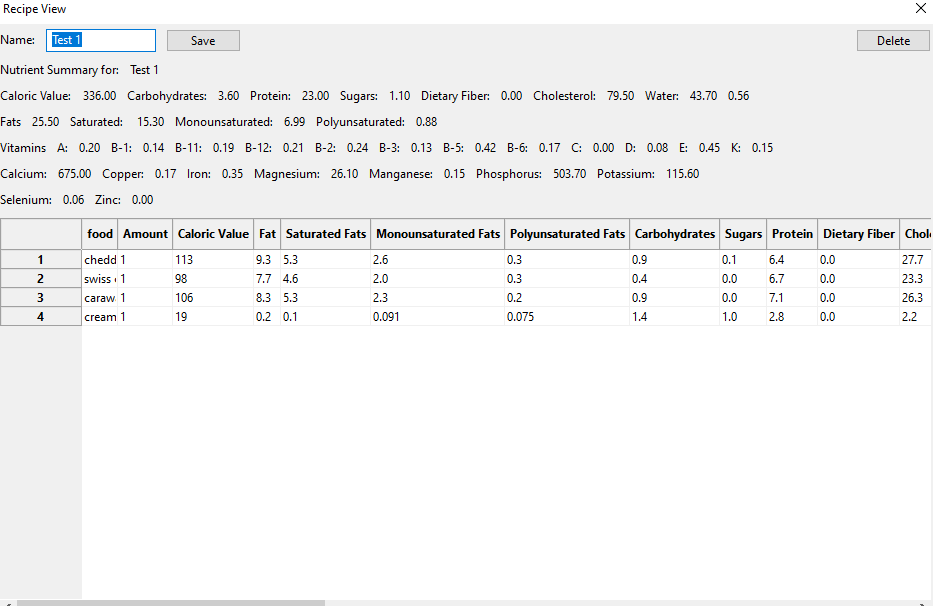 Recipe View
Name: Test 1 Save Delete
Nutrient Summary for: Test 1
Caloric Value: 336.00 Carbohydrates: 3.60 Protein: 23.00 Sugars: 1.10 Dietary Fiber: 0.00 Cholesterol: 79.50 Water: 43.70 0.56
Fats 25.50 Saturated: 15.30 Monounsaturated: 6.99 Polyunsaturated: 0.88
Vitamins A: 0.20 B-1: 0.14 B-11: 0.19 B-12: 0.21 B-2: 0.24 B-3: 0.13 B-5: 0.42 B-6: 0.17 C: 0.00 D: 0.08 E: 0.45 K: 0.15
Calcium: 675.00 Copper: 0.17 Iron: 0.35 Magnesium: 26.10 Manganese: 0.15 Phosphorus: 503.70 Potassium: 115.60
Selenium: 0.06 Zinc: 0.00
food Amount Caloric Value Fat Saturated Fats Monounsaturated Fats Polyunsaturated Fats Carbohydrates Sugars Protein Dietary Fiber Chol
1 chedd 1 113 9.3 5.3 2.6 0.3 0.9 0.1 6.4 0.0 27.7
2 swiss 1 98 7.7 4.6 2.0 0.3 0.4 0.0 6.7 0.0 23.3
3 caraw 1 106 8.3 5.3 2.3 0.2 0.9 0.0 7.1 0.0 26.3
4 cream 1 19 0.2 0.1 0.091 0.075 1.4 1.0 2.8 0.0 2.2